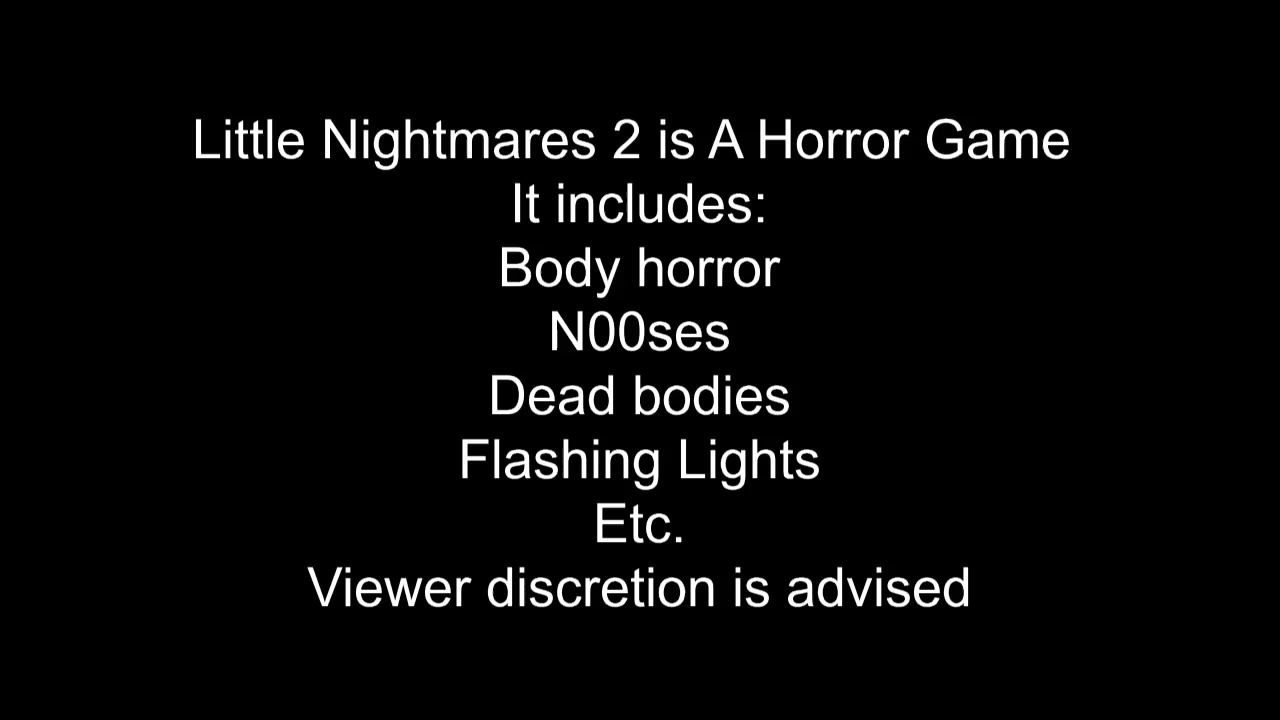 Little Nightmares 2 is A Horror Game
It includes:
Body horror
N00ses
Dead bodies
Flashing Lights
Etc.
Viewer discretion is advised